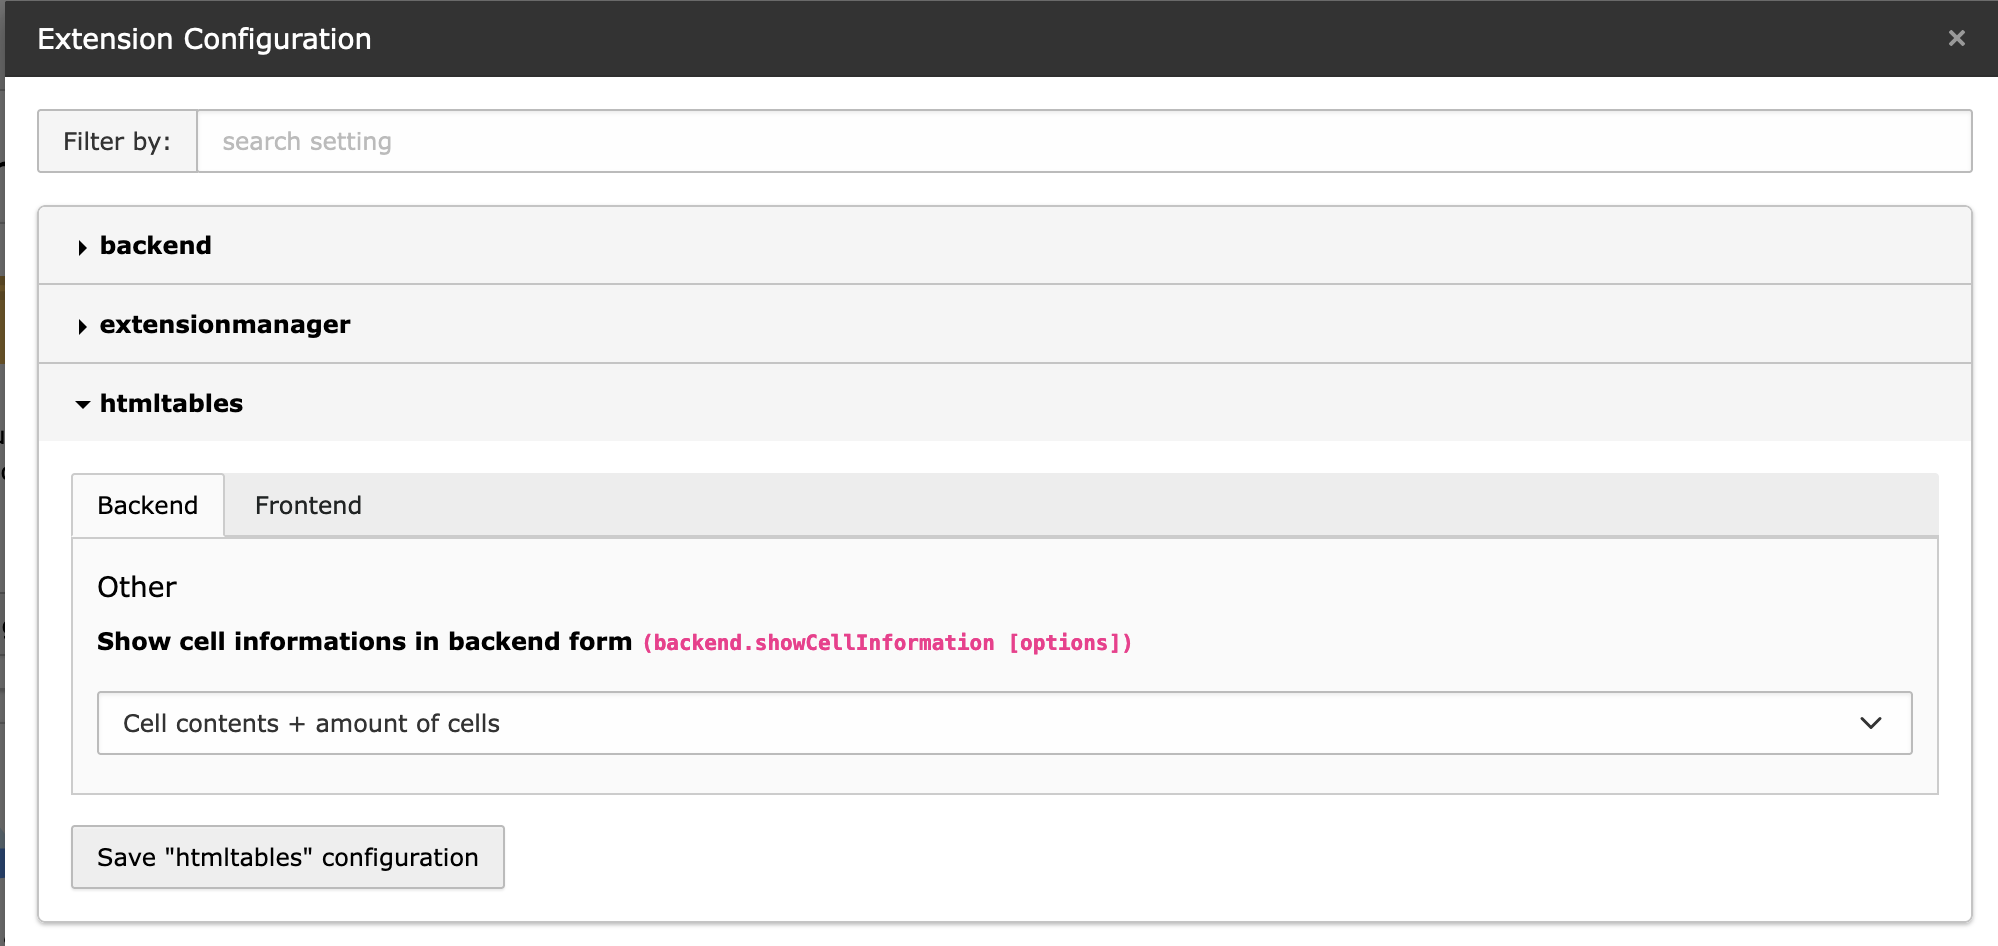 Extension Configuration ×
Filter by: search setting
backend
extensionmanager
htmltables
Backend Frontend
Other
Show cell informations in backend form (backend.showCellInformation [options])
Cell contents + amount of cells
Save "htmltables" configuration